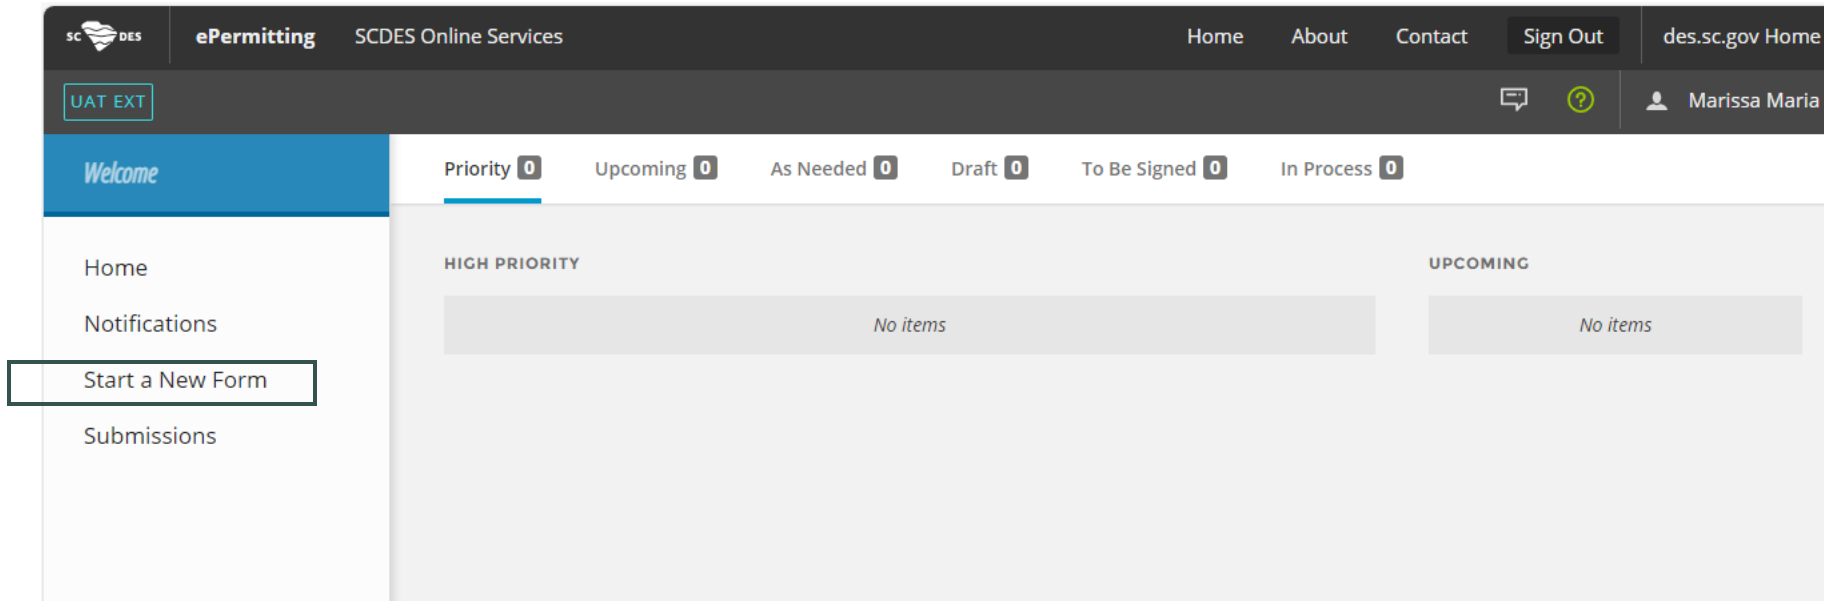 SC DES ePermitting SCDES Online Services Home About Contact Sign Out des.sc.gov Home
UAT EXT Marissa Maria
Welcome Priority 0 Upcoming 0 As Needed 0 Draft 0 To Be Signed 0 In Process 0
Home
Notifications
Start a New Form
Submissions
HIGH PRIORITY UPCOMING
No items No items